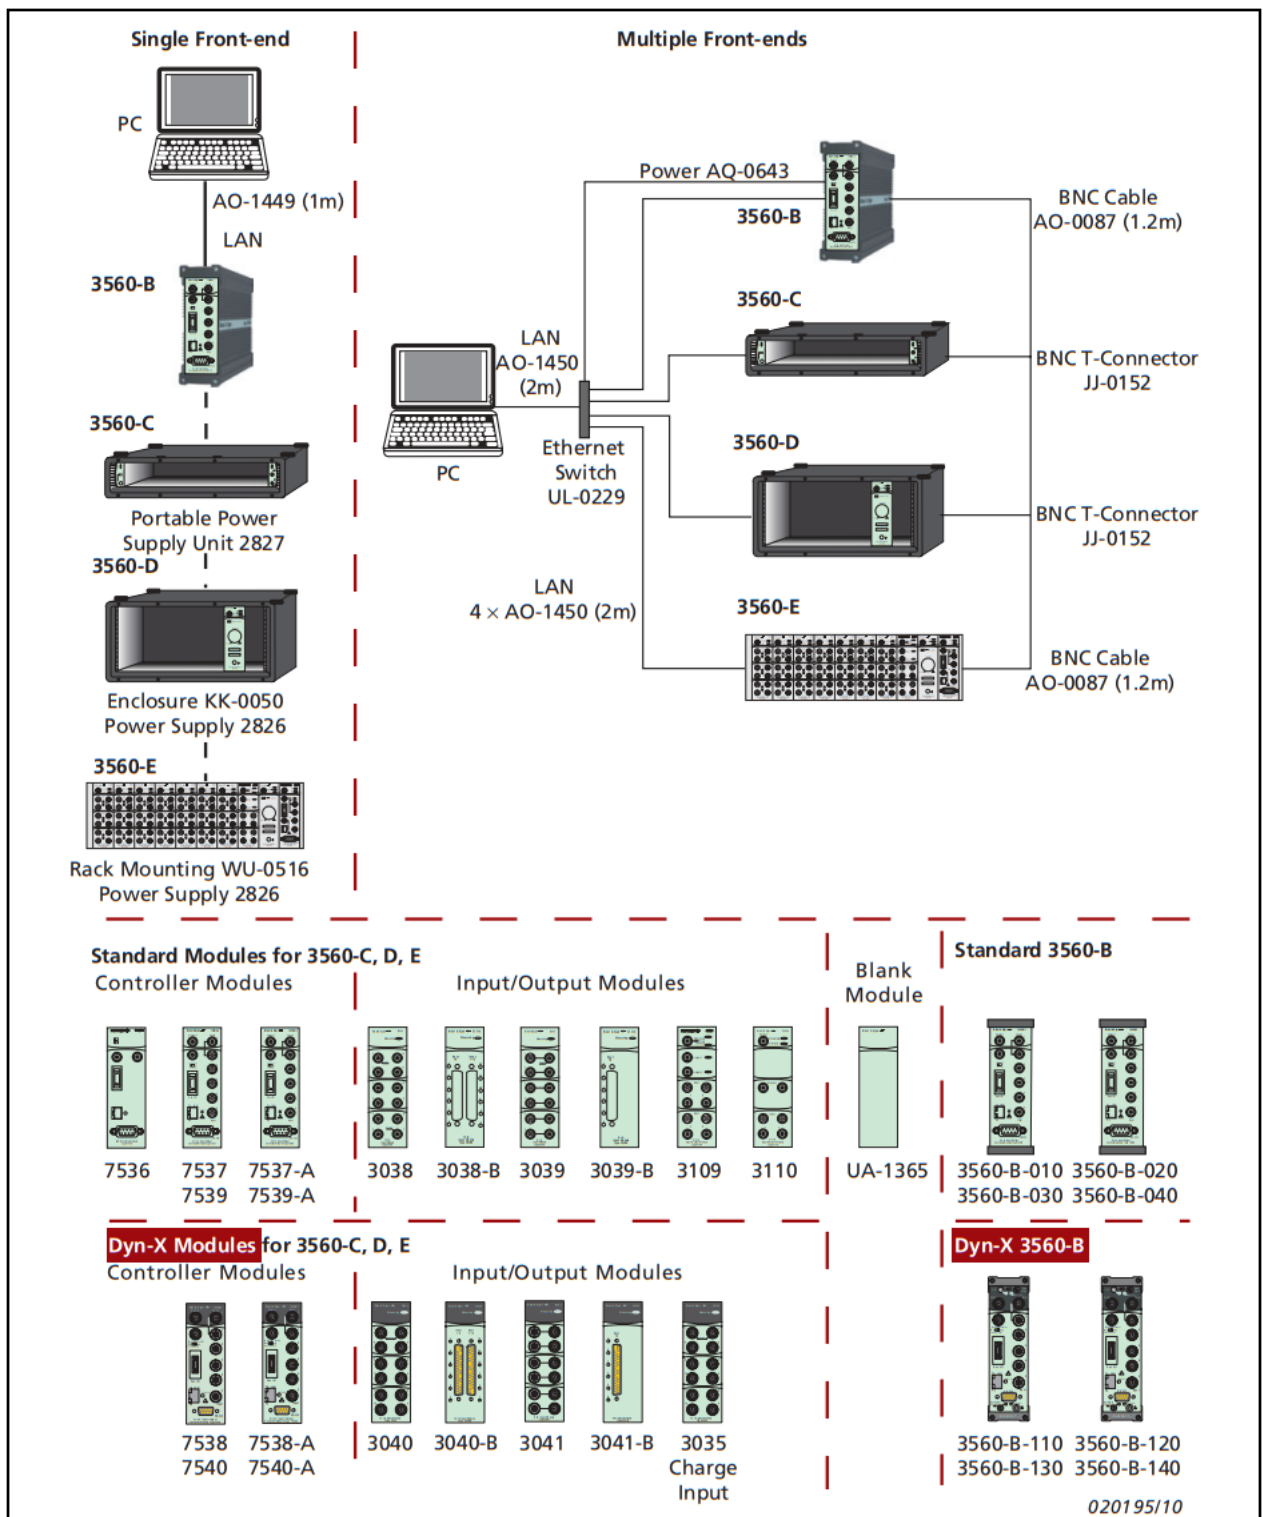 Single Front-end
PC
AO-1449 (1m)
LAN
3560-B
3560-C
Portable Power
Supply Unit 2827
3560-D
Enclosure KK-0050
Power Supply 2826
3560-E
Rack Mounting WU-0516
Power Supply 2826
Multiple Front-ends
Power AQ-0643
3560-B
BNC Cable
AO-0087 (1.2m)
3560-C
LAN
AO-1450
(2m)
BNC T-Connector
JJ-0152
PC
Ethernet
Switch
UL-0229
3560-D
BNC T-Connector
JJ-0152
LAN
4 × AO-1450 (2m)
3560-E
BNC Cable
AO-0087 (1.2m)
Standard Modules for 3560-C, D, E
Controller Modules
7536
7537
7539
7537-A
7539-A
Input/Output Modules
3038
3038-B
3039
3039-B
3109
3110
Blank
Module
UA-1365
Standard 3560-B
3560-B-010
3560-B-030
3560-B-020
3560-B-040
Dyn-X Modules for 3560-C, D, E
Controller Modules
7538
7540
7538-A
7540-A
Input/Output Modules
3040
3040-B
3041
3041-B
3035
Charge
Input
Dyn-X 3560-B
3560-B-110
3560-B-130
3560-B-120
3560-B-140
020195/10